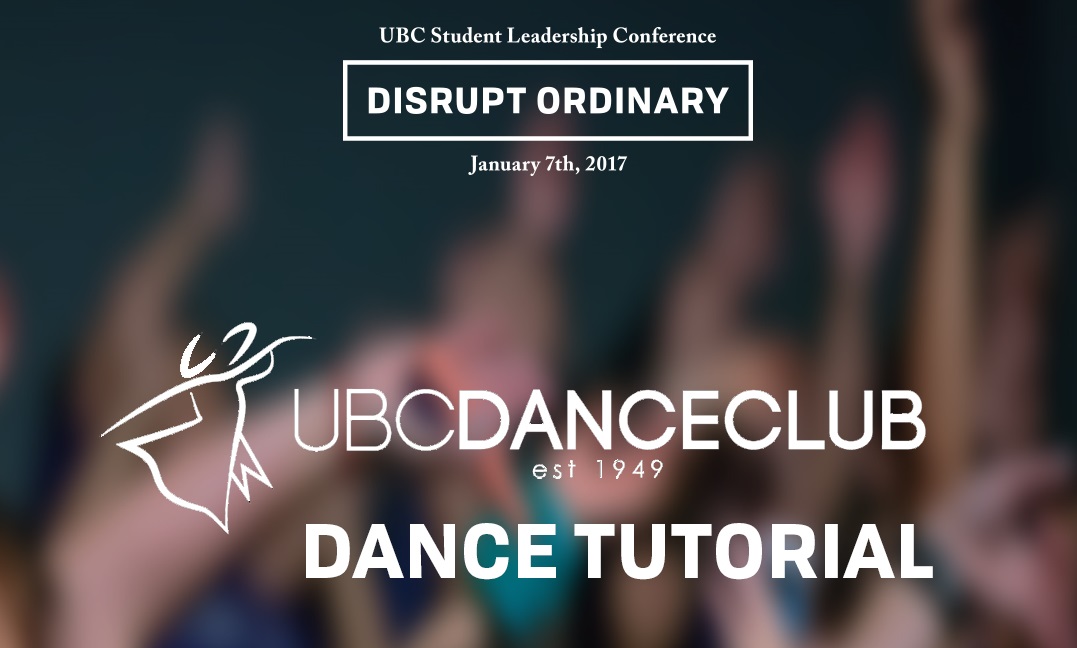 UBC Student Leadership Conference
DISRUPT ORDINARY
January 7th, 2017
UBCDANCECLUB
est 1949
DANCE TUTORIAL